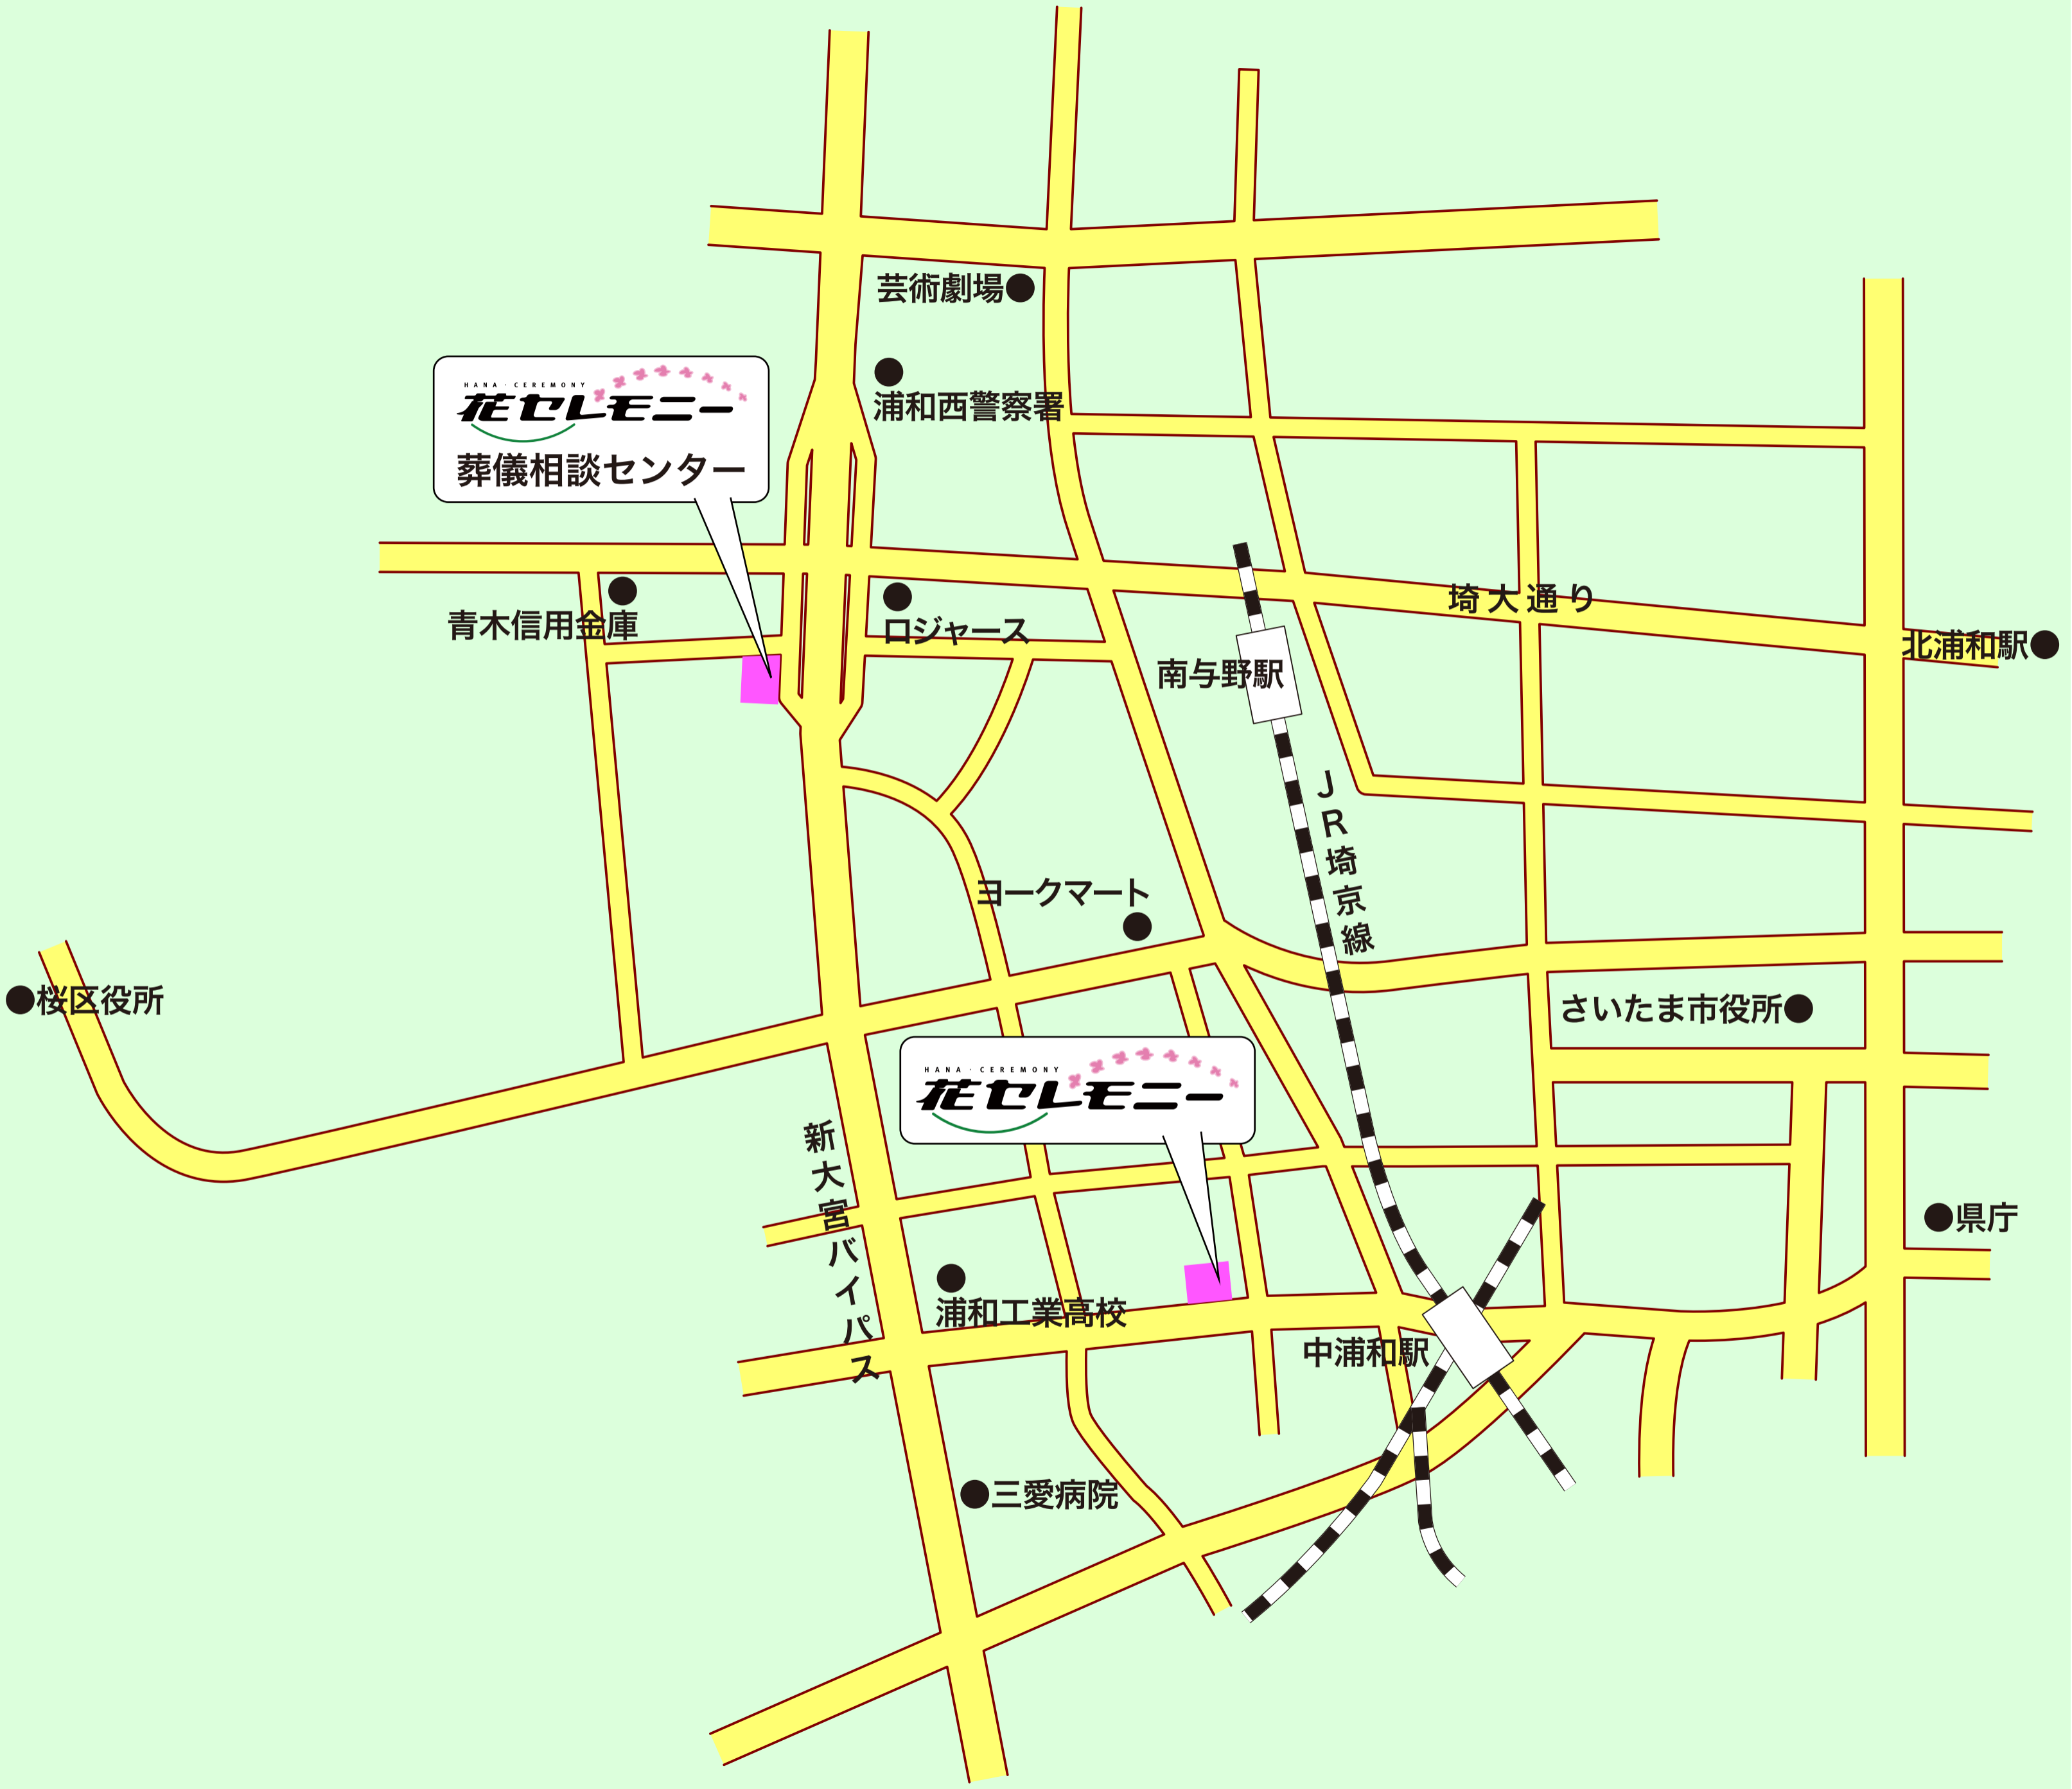 芸術劇場
浦和西警察署
HANA・CEREMONY
花セレモニー
葬儀相談センター
青木信用金庫
ロジャース
埼大通り
北浦和駅
南与野駅
JR埼京線
ヨークマート
桜区役所
さいたま市役所
HANA・CEREMONY
花セレモニー
新大宮バイパス
県庁
浦和工業高校
中浦和駅
三愛病院